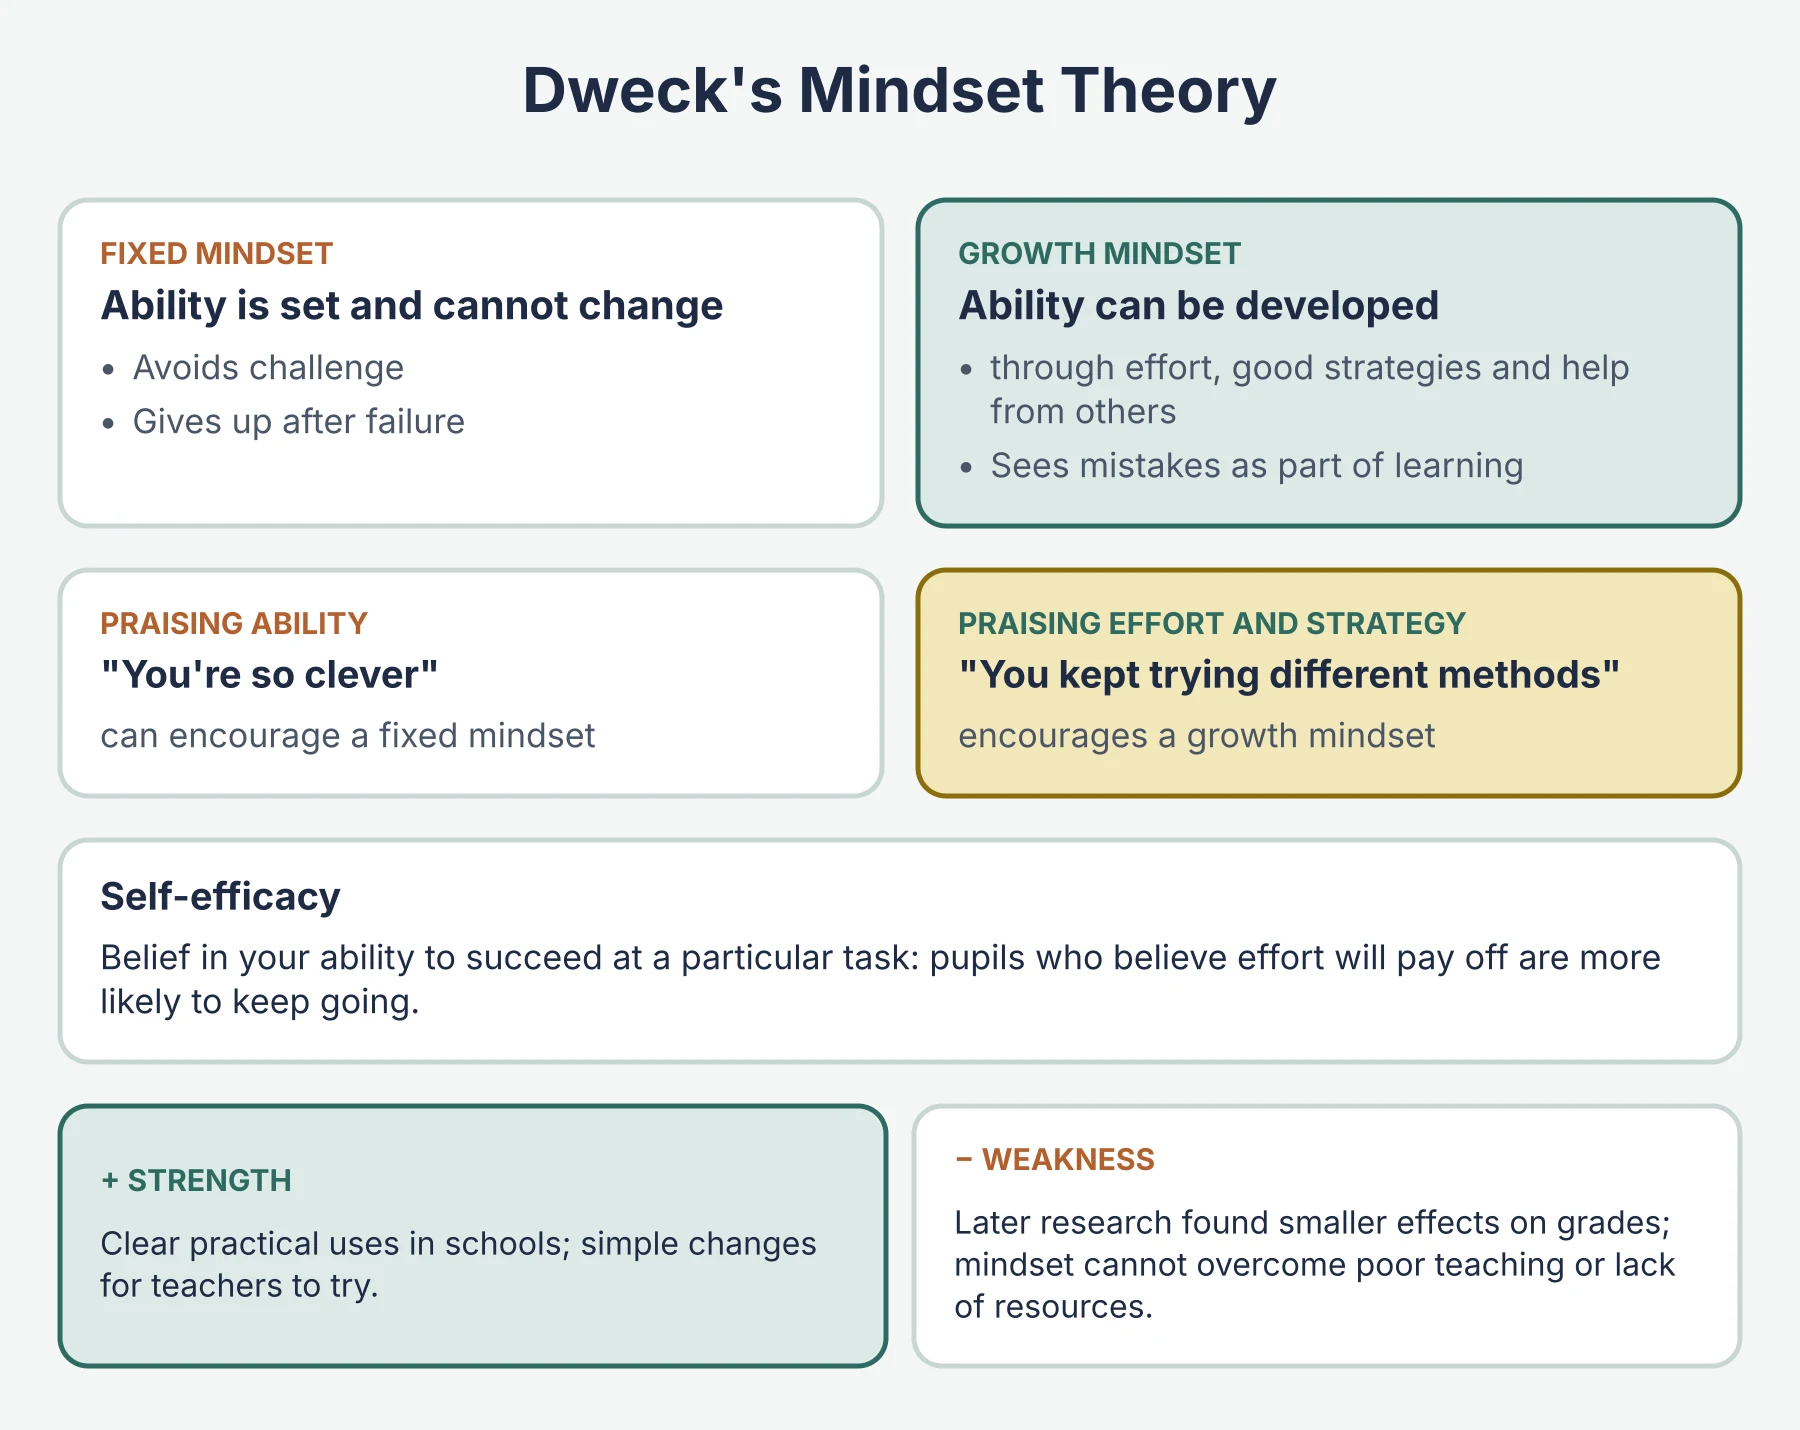 Dweck's Mindset Theory
FIXED MINDSET
Ability is set and cannot change
• Avoids challenge
• Gives up after failure
GROWTH MINDSET
Ability can be developed
• through effort, good strategies and help
from others
• Sees mistakes as part of learning
PRAISING ABILITY
"You're so clever"
can encourage a fixed mindset
PRAISING EFFORT AND STRATEGY
"You kept trying different methods"
encourages a growth mindset
Self-efficacy
Belief in your ability to succeed at a particular task: pupils who believe effort will pay off are more
likely to keep going.
+ STRENGTH
Clear practical uses in schools; simple changes
for teachers to try.
− WEAKNESS
Later research found smaller effects on grades;
mindset cannot overcome poor teaching or lack
of resources.